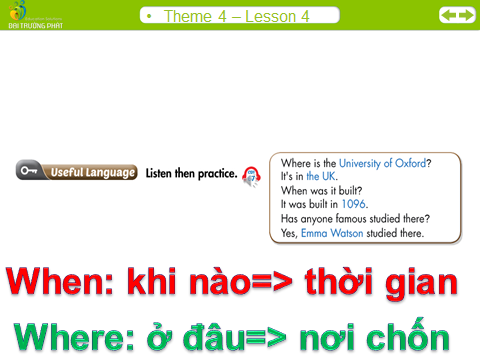 ĐẠI TRƯỜNG PHÁT
• Theme 4 – Lesson 4
Useful Language
Listen then practice.
Where is the University of Oxford?
It's in the UK.
When was it built?
It was built in 1096.
Has anyone famous studied there?
Yes, Emma Watson studied there.
When: khi nào=> thời gian
Where: ở đâu=> nơi chốn